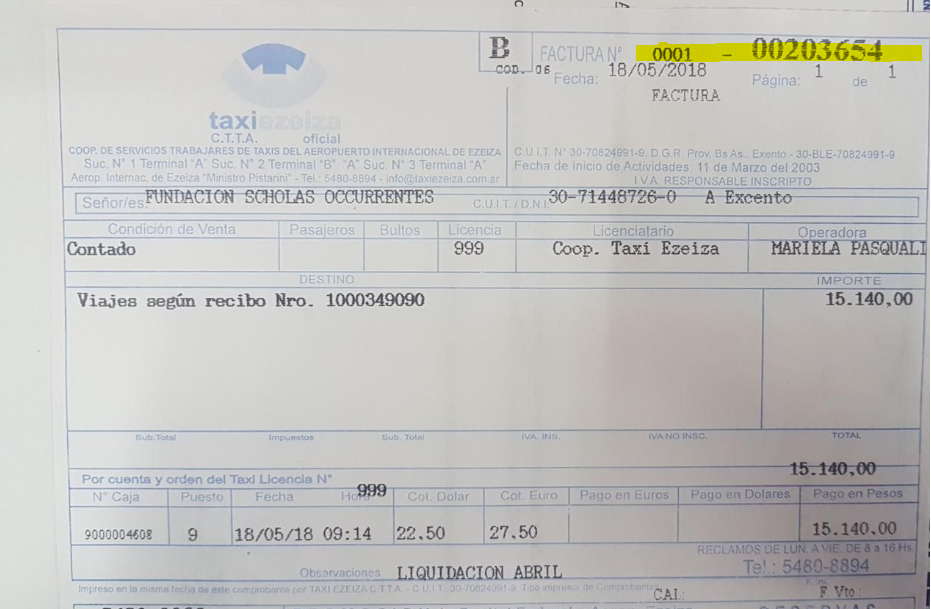 B
COD. 06
FACTURA Nº 0001 - 00203654
Fecha: 18/05/2018 Página: 1 de 1
FACTURA
taxiezeiza
C.T.T.A. oficial
COOP. DE SERVICIOS TRABAJARES DE TAXIS DEL AEROPUERTO INTERNACIONAL DE EZEIZA
Suc. N° 1 Terminal "A" Suc. N° 2 Terminal "B" "A" Suc. N° 3 Terminal "A"
Aerop. Internac. de Ezeiza "Ministro Pistarini" - Tel.: 5480-8894 - info@taxiezeiza.com.ar
C.U.I.T. N° 30-70824991-9, D.G.R. Prov. Bs As.. Exento - 30-BLE-70824991-9
Fecha de Inicio de Actividades: 11 de Marzo del 2003
I.V.A. RESPONSABLE INSCRIPTO
Señor/es FUNDACION SCHOLAS OCCURRENTES C.U.I.T. / D.N.I. 30-71448726-0 A Excento
Condición de Venta Pasajeros Bultos Licencia Licenciatario Operadora
Contado 999 Coop. Taxi Ezeiza MARIELA PASQUALI
DESTINO IMPORTE
Viajes según recibo Nro. 1000349090 15.140,00
Sub.Total Impuestos Sub. Total IVA. INS. IVA NO INSC. TOTAL
15.140,00
Por cuenta y orden del Taxi Licencia N° 999
N° Caja Puesto Fecha Hora Cot. Dolar Cot. Euro Pago en Euros Pago en Dolares Pago en Pesos
9000004608 9 18/05/18 09:14 22.50 27.50 15.140.00
RECLAMOS DE LUN. A VIE. DE 8 a 16 Hs
Observaciones LIQUIDACION ABRIL Tel.: 5480-8894
Impreso en la misma fecha de este comprobante por TAXI EZEIZA C.T.T.A. - C.U.I.T.: 30-70824991-9. Tipo impresor de Comprobantes
CAI: F Vto: